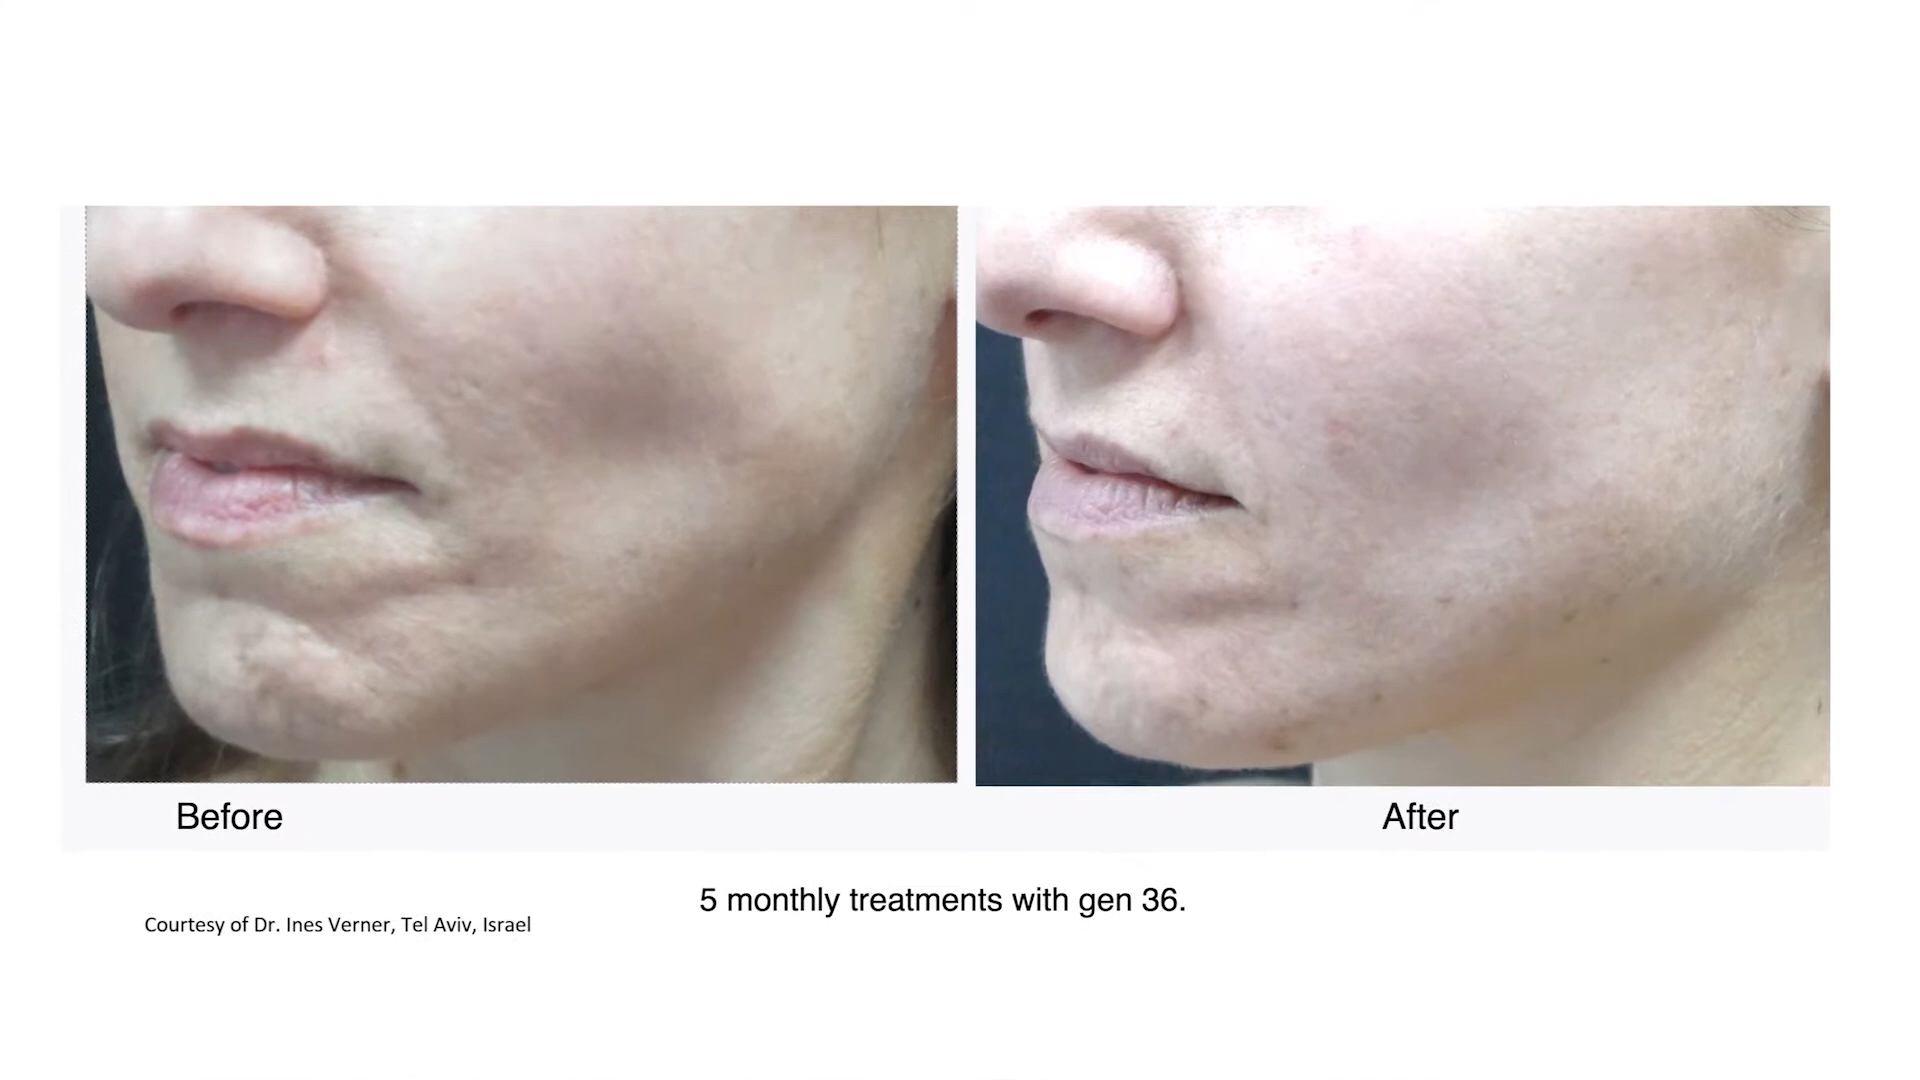 Before
After
5 monthly treatments with gen 36.
Courtesy of Dr. Ines Verner, Tel Aviv, Israel